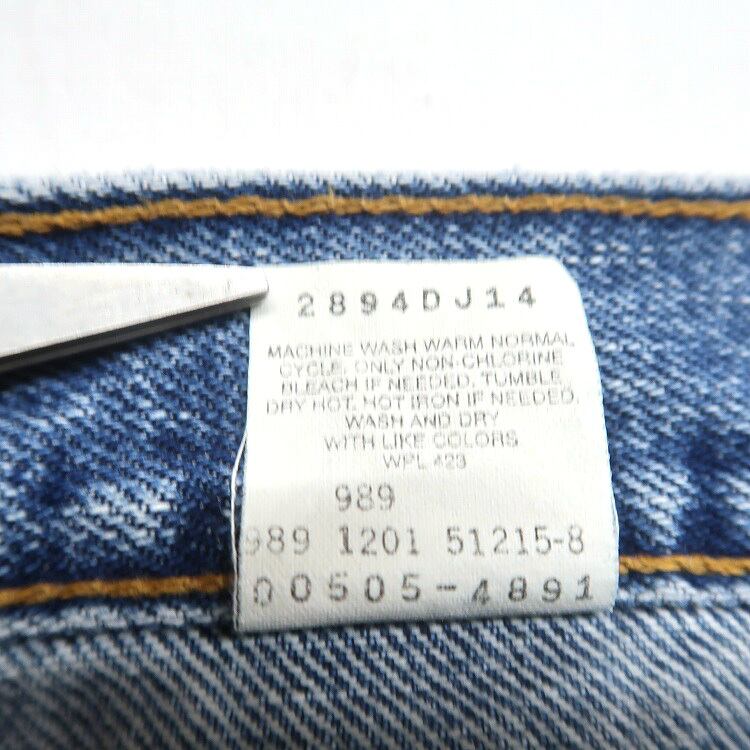 2894DJ14
MACHINE WASH WARM NORMAL
CYCLE. ONLY NON-CHLORINE
BLEACH IF NEEDED. TUMBLE
DRY HOT. HOT IRON IF NEEDED.
WASH AND DRY
WITH LIKE COLORS
WPL 423
989
989 1201 51215-8
00505-4891